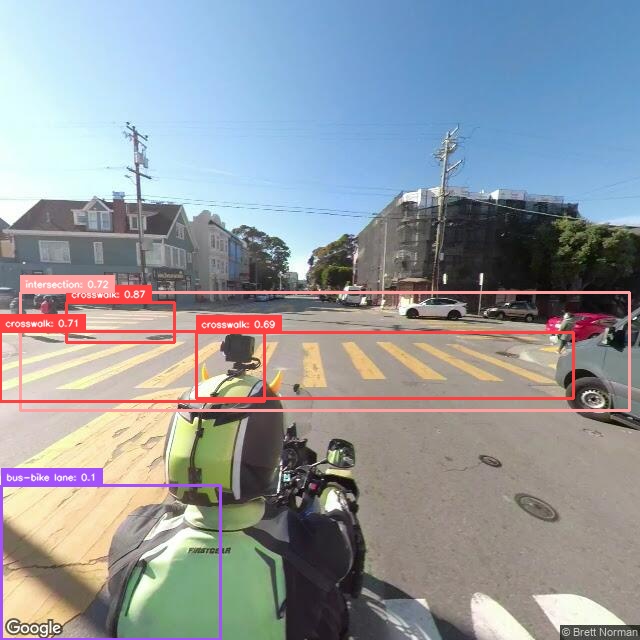 intersection: 0.72
crosswalk: 0.87
crosswalk: 0.71
crosswalk: 0.69
bus-bike lane: 0.1
FIRSTGEAR
Google
© Brett Norman